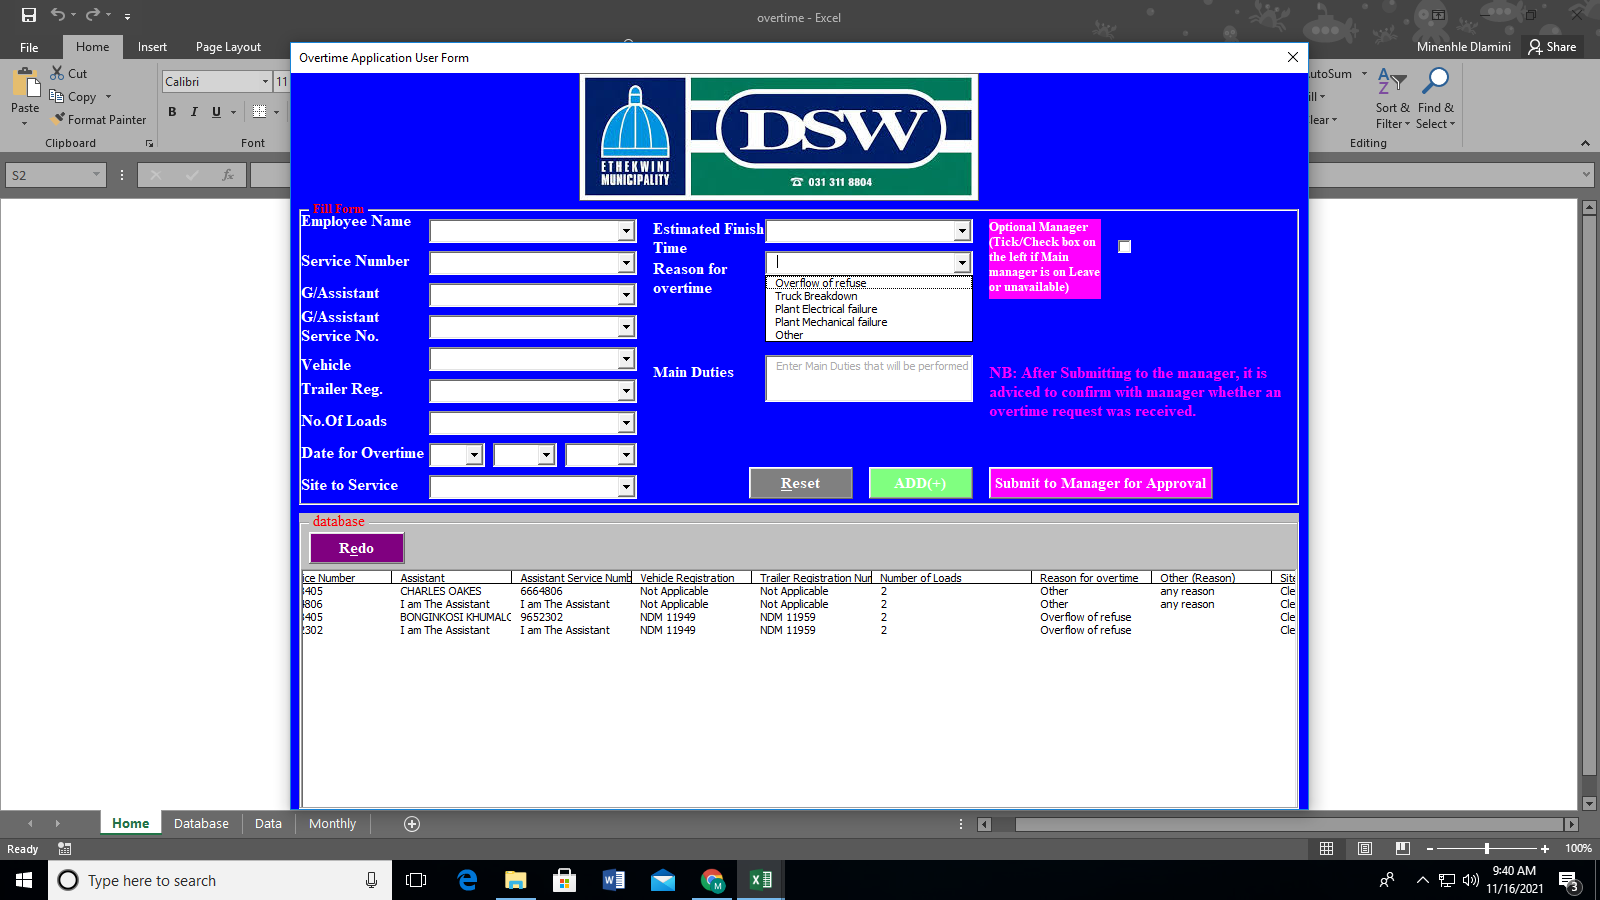 overtime - Excel
File
Home
Insert
Page Layout
Minenhle Dlamini
Share
Paste
Cut
Copy
Format Painter
Clipboard
Calibri
11
B I U
Font
Sort &
Filter
Find &
Select
Editing
S2
fx
Overtime Application User Form
ETHEKWINI
MUNICIPALITY
DSW
☎ 031 311 8804
Fill Form
Employee Name
Service Number
G/Assistant
G/Assistant
Service No.
Vehicle
Trailer Reg.
No.Of Loads
Date for Overtime
Site to Service
Estimated Finish
Time
Reason for
overtime
Overflow of refuse
Truck Breakdown
Plant Electrical failure
Plant Mechanical failure
Other
Main Duties
Enter Main Duties that will be performed
Optional Manager
(Tick/Check box on
the left if Main
manager is on Leave
or unavailable)
NB: After Submitting to the manager, it is
adviced to confirm with manager whether an
overtime request was received.
Reset
ADD(+)
Submit to Manager for Approval
database
Redo
ice Number Assistant Assistant Service Numb Vehicle Registration Trailer Registration Nur Number of Loads Reason for overtime Other (Reason) Site
405 CHARLES OAKES 6664806 Not Applicable Not Applicable 2 Other any reason Cle
806 I am The Assistant I am The Assistant Not Applicable Not Applicable 2 Other any reason Cle
405 BONGINKOSI KHUMALO 9652302 NDM 11949 NDM 11959 2 Overflow of refuse Cle
302 I am The Assistant I am The Assistant NDM 11949 NDM 11959 2 Overflow of refuse Cle
Home
Database
Data
Monthly
Ready
100%
Type here to search
9:40 AM
11/16/2021
3